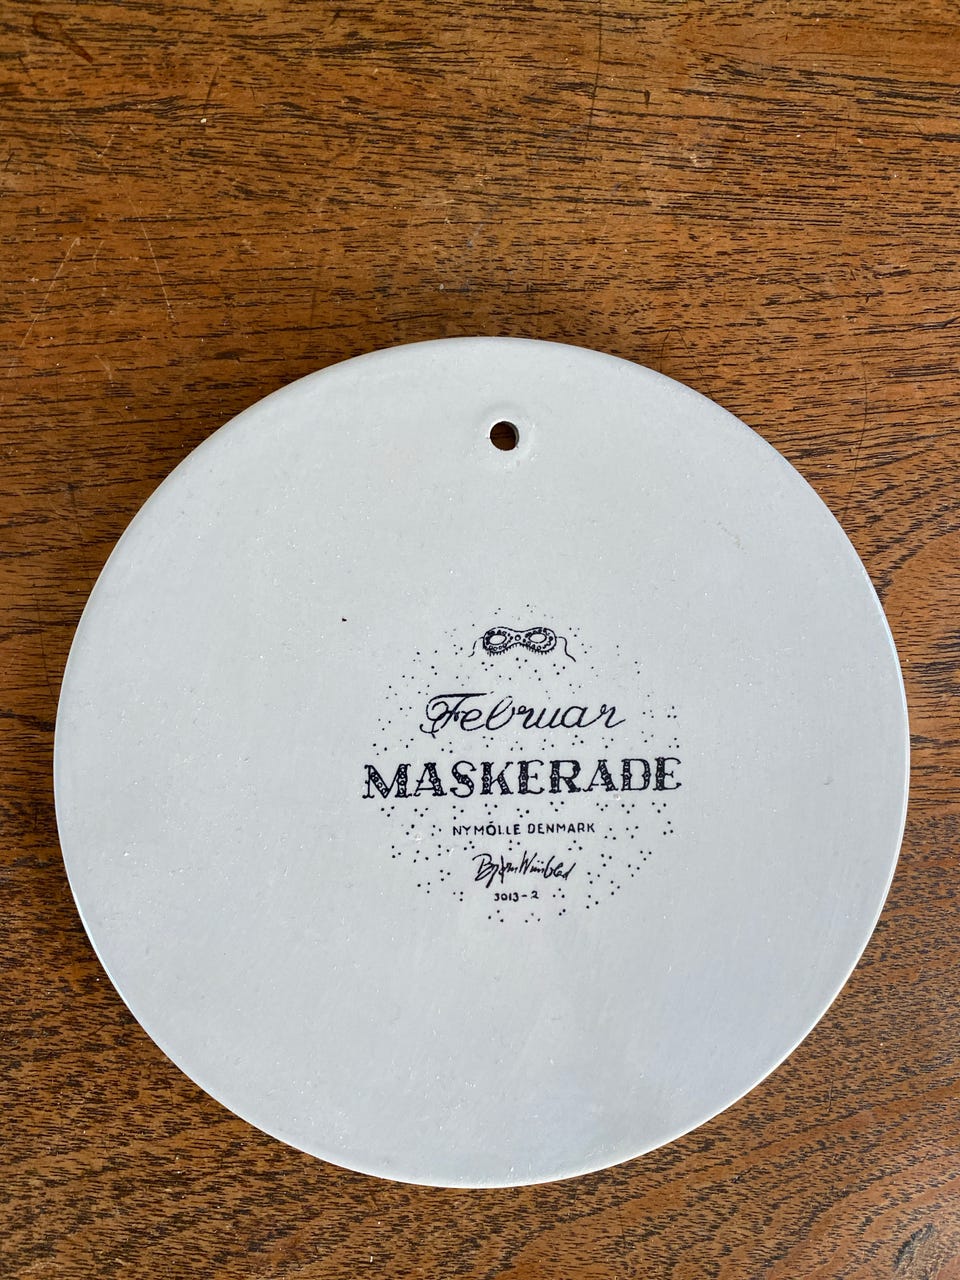 Februar
MASKERADE
NYMÖLLE DENMARK
Bjørn Wiinblad
3013-2